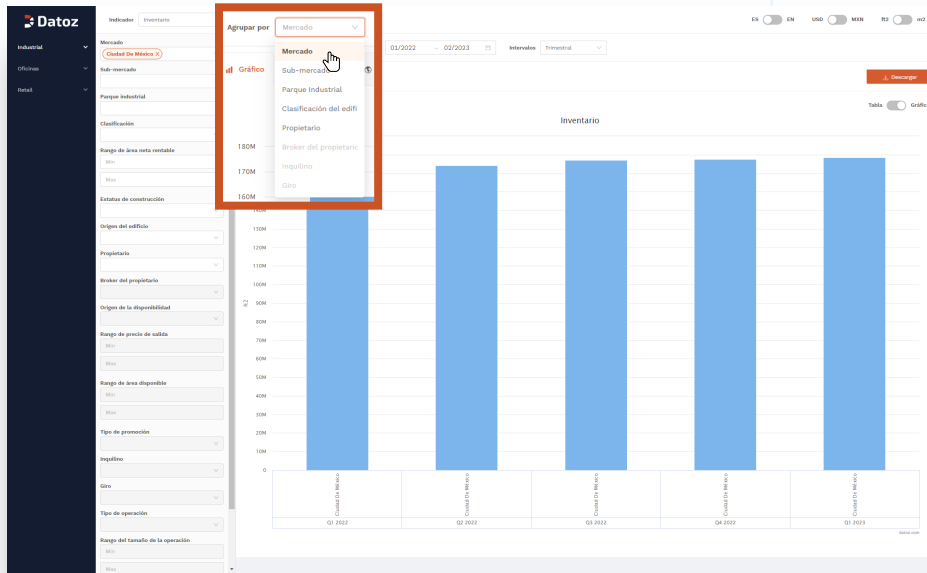 Datoz
Industrial
Oficinas
Retail
Indicador
Inventario
Mercado
Ciudad De México X
Sub-mercado
Parque industrial
Clasificación
Rango de área neta rentable
Min
Max
Estatus de construcción
Origen del edificio
Propietario
Broker del propietario
Origen de la disponibilidad
Rango de precio de salida
Min
Max
Rango de área disponible
Min
Max
Tipo de promoción
Inquilino
Giro
Tipo de operación
Rango del tamaño de la operación
Min
Max
Agrupar por
Mercado
Mercado
Sub-mercado
Parque Industrial
Clasificación del edifi
Propietario
Broker del propietaric
Inquilino
Giro
Gráfico
180M
170M
160M
01/2022 – 02/2023
Intervalos
Trimestral
ES EN
USD MXN
ft2 m2
Descargar
Tabla Gráfico
Inventario
140M
130M
120M
110M
100M
90M
80M
70M
60M
50M
40M
30M
20M
10M
0
ft2
Ciudad De México
Ciudad De México
Ciudad De México
Ciudad De México
Ciudad De México
Q1 2022
Q2 2022
Q3 2022
Q4 2022
Q1 2023
datoz.com